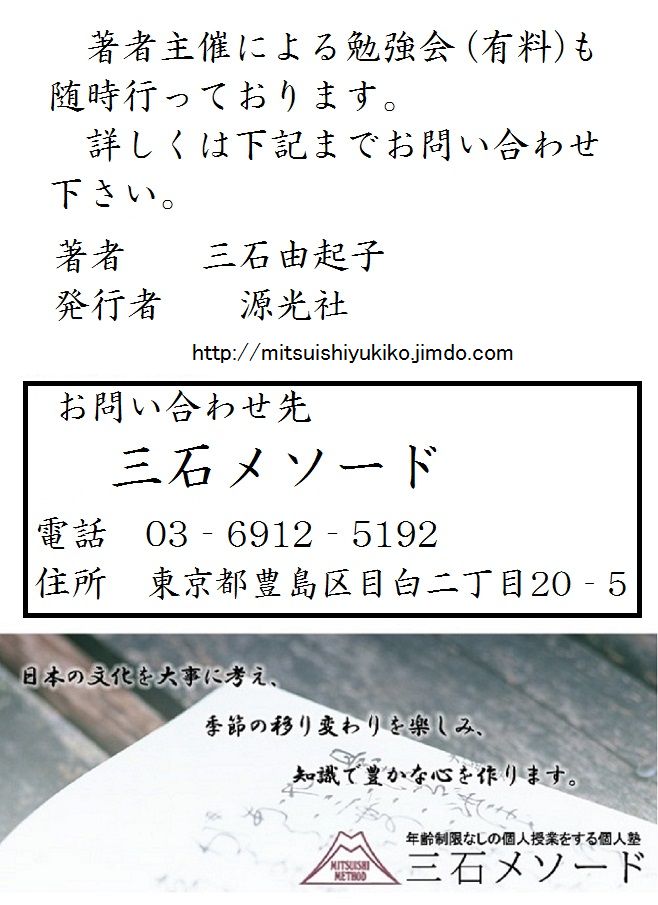 著者主催による勉強会(有料)も
随時行っております。
詳しくは下記までお問い合わせ
下さい。
著者　三石由起子
発行者　源光社
http://mitsuishiyukiko.jimdo.com
お問い合わせ先
三石メソード
電話　03‐6912‐5192
住所　東京都豊島区目白二丁目20‐5
日本の文化を大事に考え、
季節の移り変わりを楽しみ、
知識で豊かな心を作ります。
年齢制限なしの個人授業をする個人塾
MITSUISHI
METHOD
三石メソード